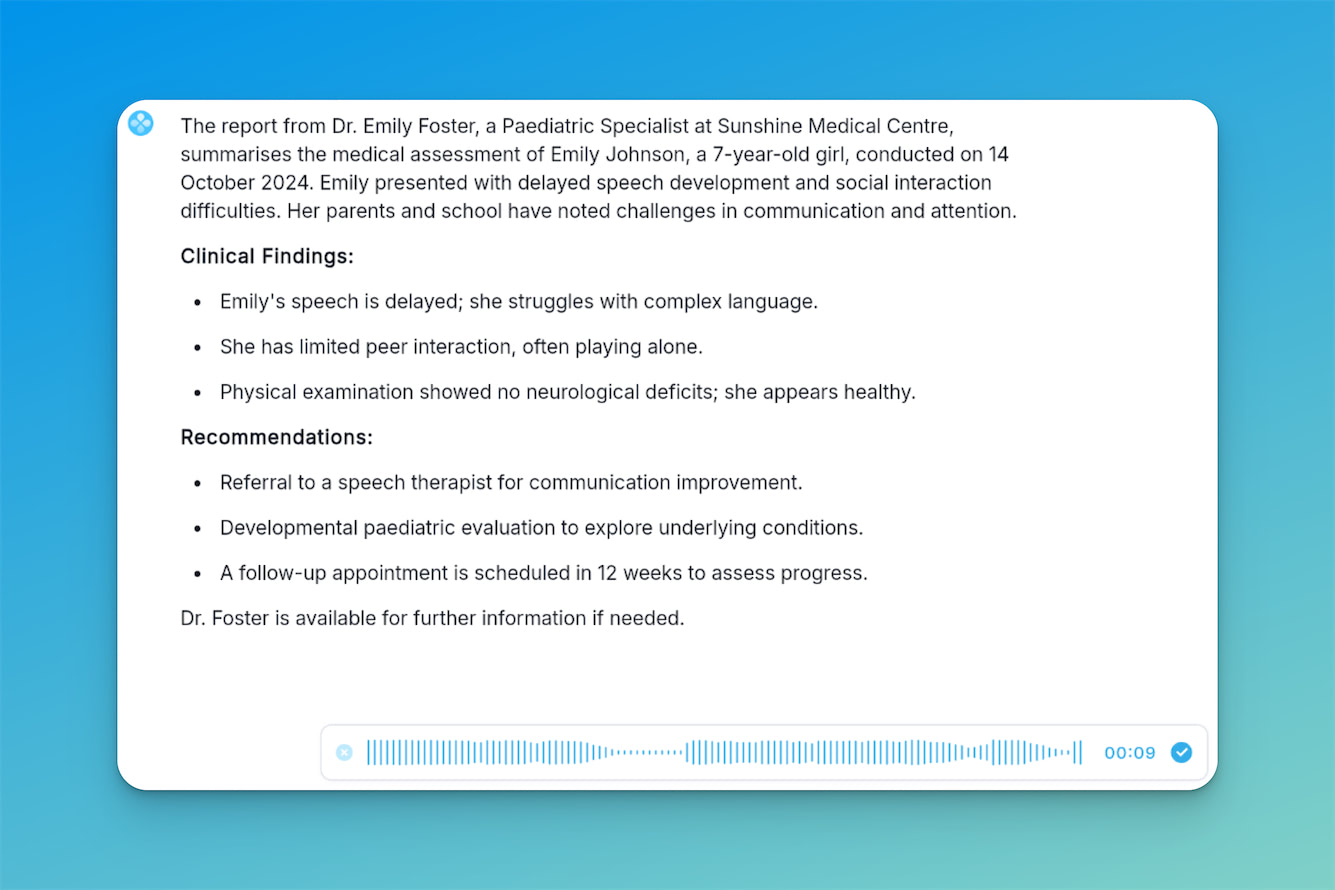 The report from Dr. Emily Foster, a Paediatric Specialist at Sunshine Medical Centre,
summarises the medical assessment of Emily Johnson, a 7-year-old girl, conducted on 14
October 2024. Emily presented with delayed speech development and social interaction
difficulties. Her parents and school have noted challenges in communication and attention.
Clinical Findings:
• Emily's speech is delayed; she struggles with complex language.
• She has limited peer interaction, often playing alone.
• Physical examination showed no neurological deficits; she appears healthy.
Recommendations:
• Referral to a speech therapist for communication improvement.
• Developmental paediatric evaluation to explore underlying conditions.
• A follow-up appointment is scheduled in 12 weeks to assess progress.
Dr. Foster is available for further information if needed.
00:09